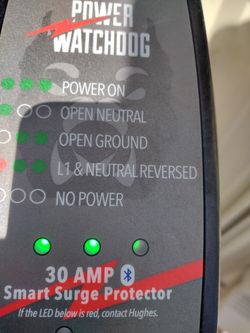 POWER
WATCHDOG
POWER ON
OPEN NEUTRAL
OPEN GROUND
L1 & NEUTRAL REVERSED
NO POWER
30 AMP
Smart Surge Protector
If the LED below is red, contact Hughes.